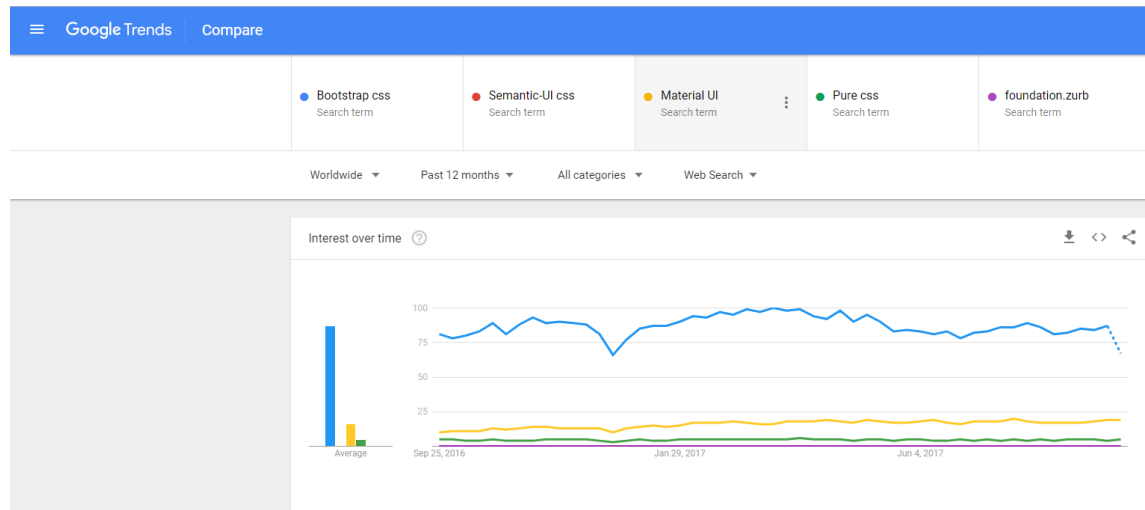 Google Trends Compare
Bootstrap css Semantic-UI css Material UI Pure css foundation.zurb
Search term Search term Search term Search term Search term
Worldwide Past 12 months All categories Web Search
Interest over time ?
100
75
50
25
Average Sep 25, 2016 Jan 29, 2017 Jun 4, 2017